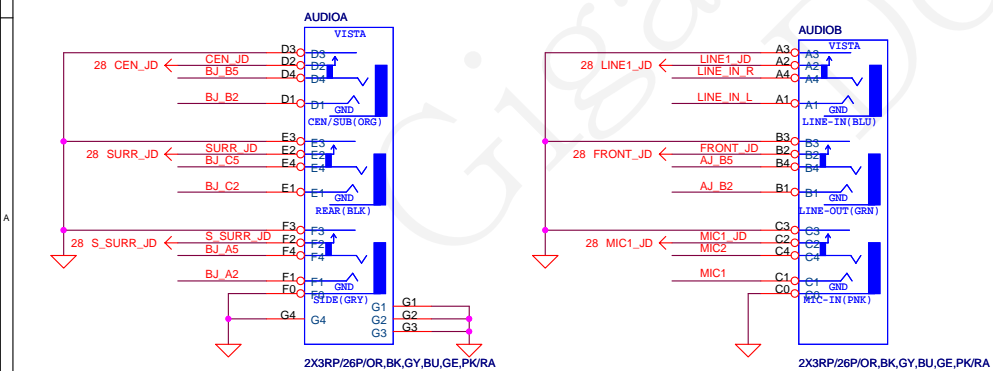 AUDIOA
VISTA
D3 D3
28 CEN_JD CEN_JD D2 D2
BJ_B5 D4 D4
BJ_B2 D1 D1
GND
CEN/SUB(ORG)
E3 E3
28 SURR_JD SURR_JD E2 E2
BJ_C5 E4 E4
BJ_C2 E1 E1
GND
REAR(BLK)
F3 F3
28 S_SURR_JD S_SURR_JD F2 F2
BJ_A5 F4 F4
BJ_A2 F1 F1
GND
F0 F0
SIDE(GRY)
G1 G1
G4 G4 G2 G2
G3 G3
2X3RP/26P/OR,BK,GY,BU,GE,PK/RA
AUDIOB
VISTA
A3 A3
28 LINE1_JD LINE1_JD A2 A2
LINE_IN_R A4 A4
LINE_IN_L A1 A1
GND
LINE-IN(BLU)
B3 B3
28 FRONT_JD FRONT_JD B2 B2
AJ_B5 B4 B4
AJ_B2 B1 B1
GND
LINE-OUT(GRN)
C3 C3
28 MIC1_JD MIC1_JD C2 C2
MIC2 C4 C4
MIC1 C1 C1
GND
C0 C0
MIC-IN(PNK)
2X3RP/26P/OR,BK,GY,BU,GE,PK/RA
A